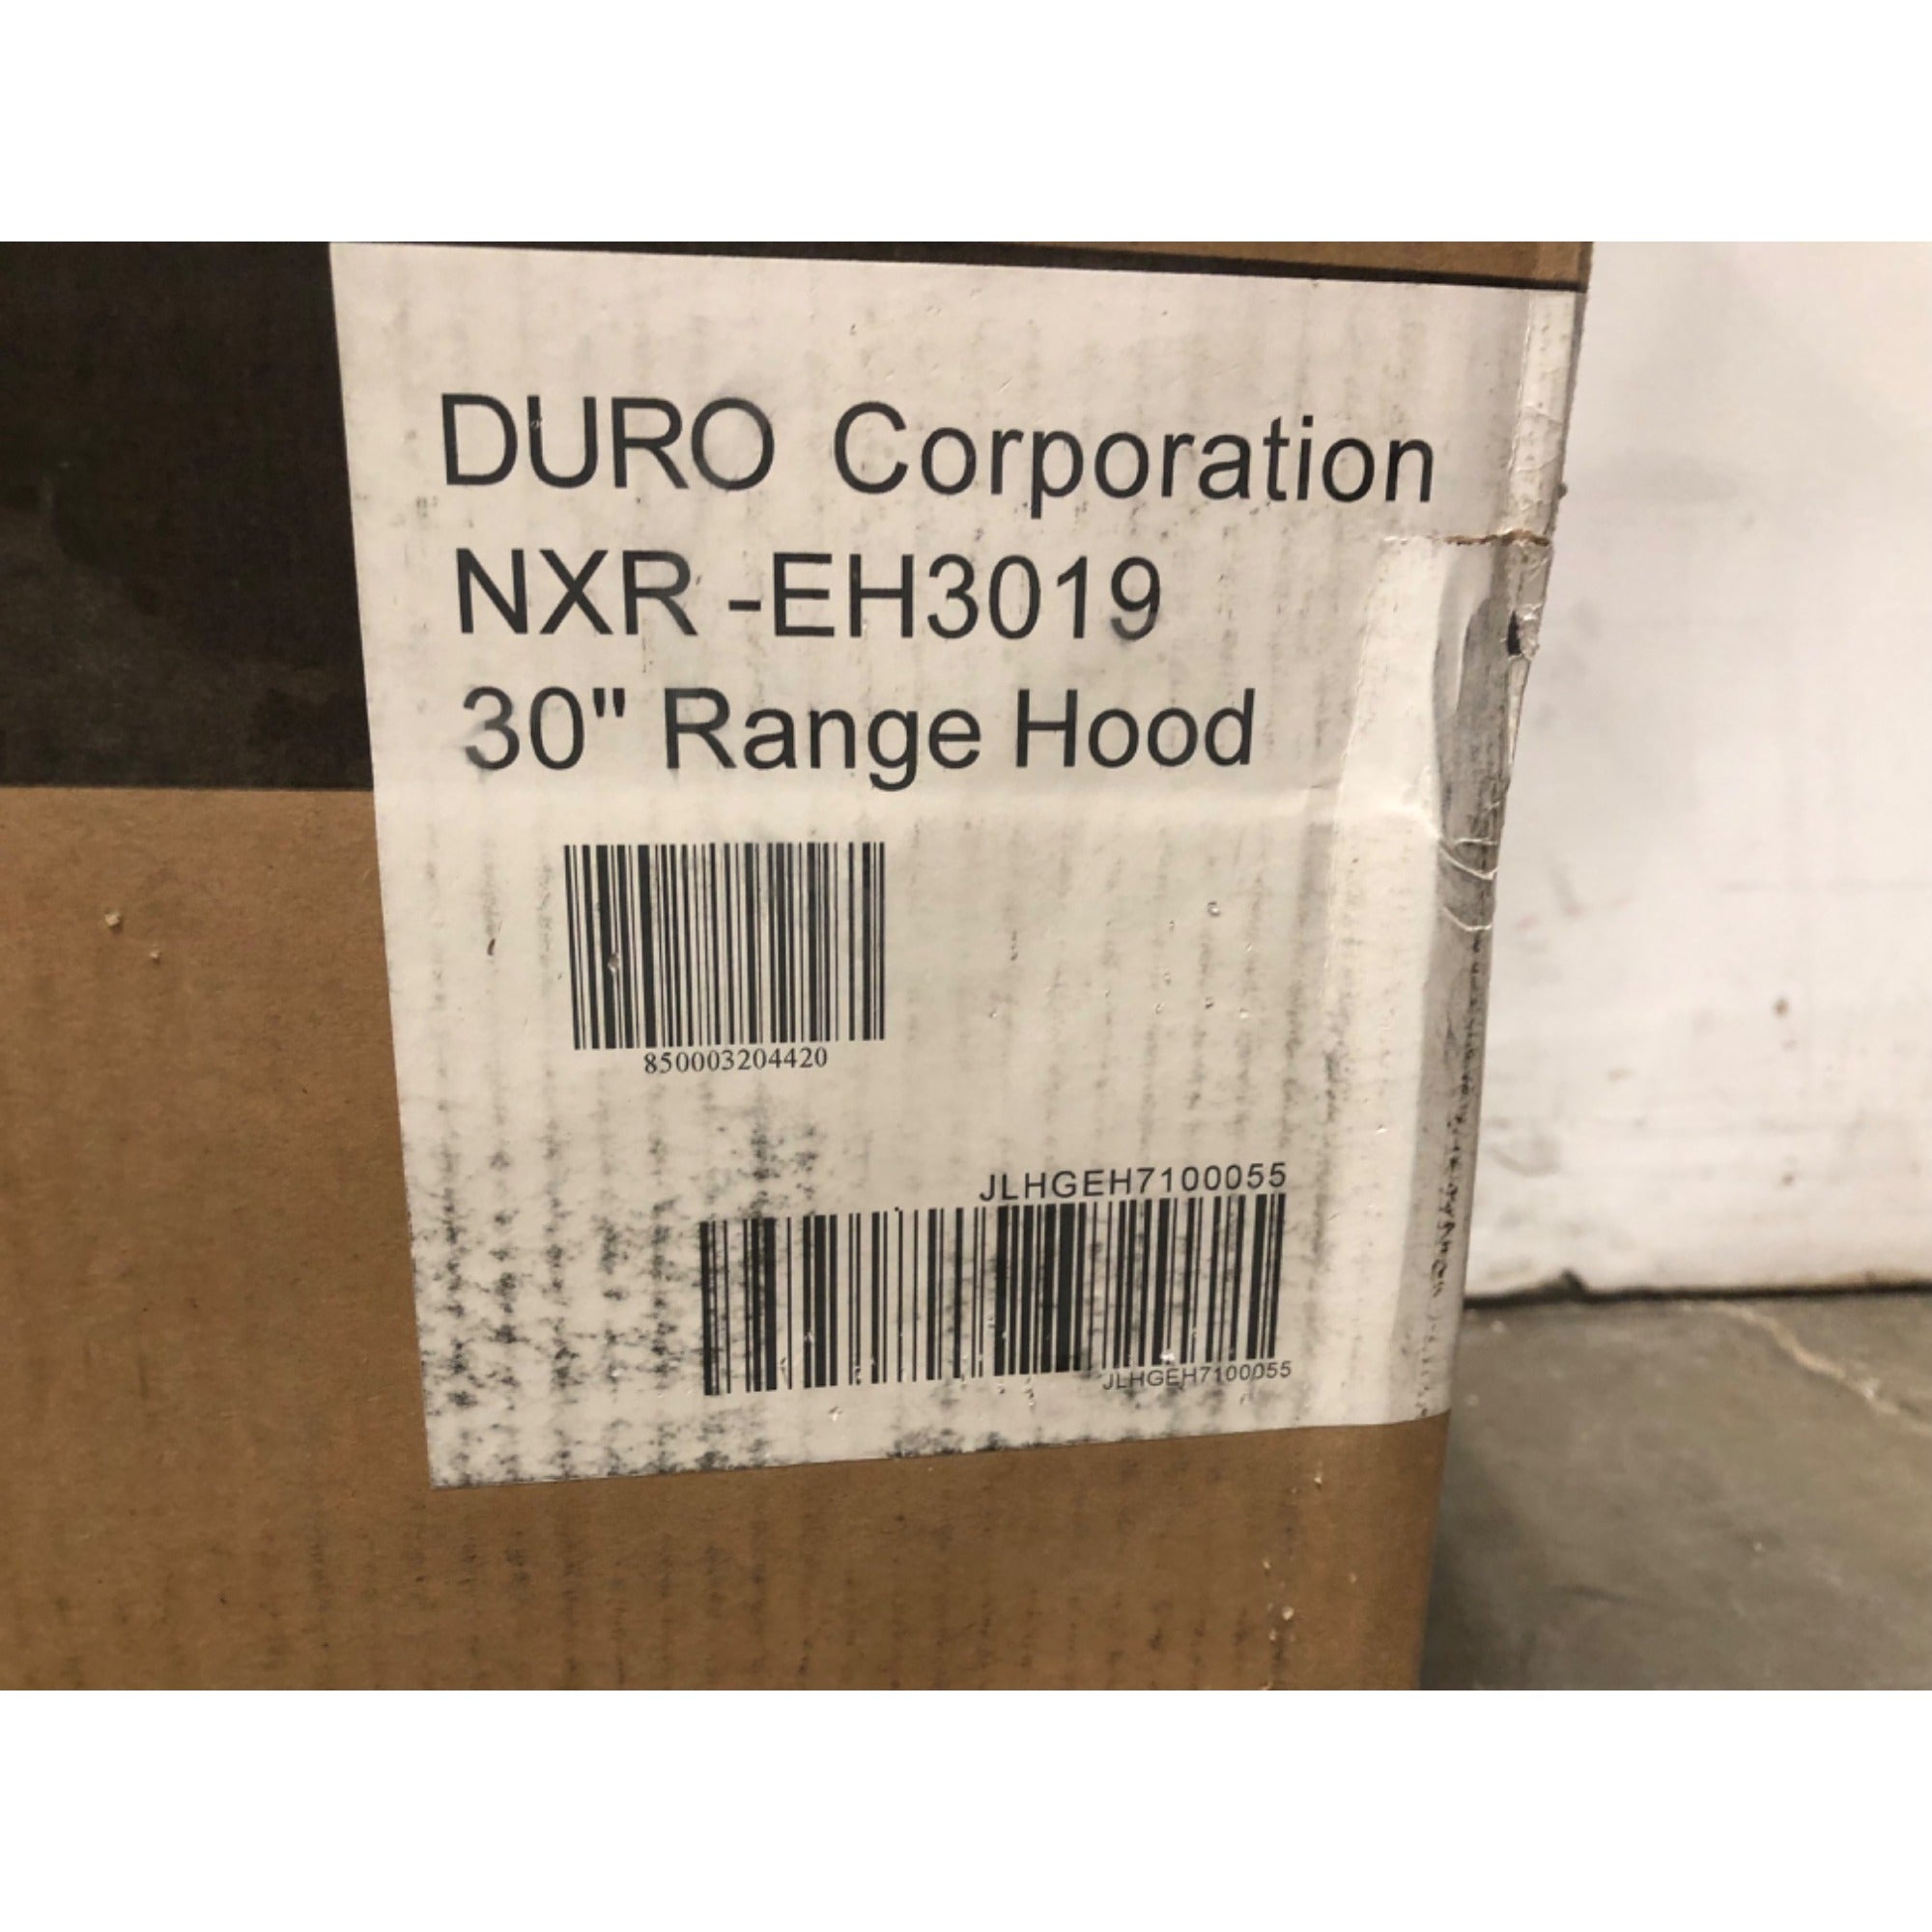 DURO Corporation
NXR -EH3019
30" Range Hood
850003204420
JLHGEH7100055
JLHGEH7100055